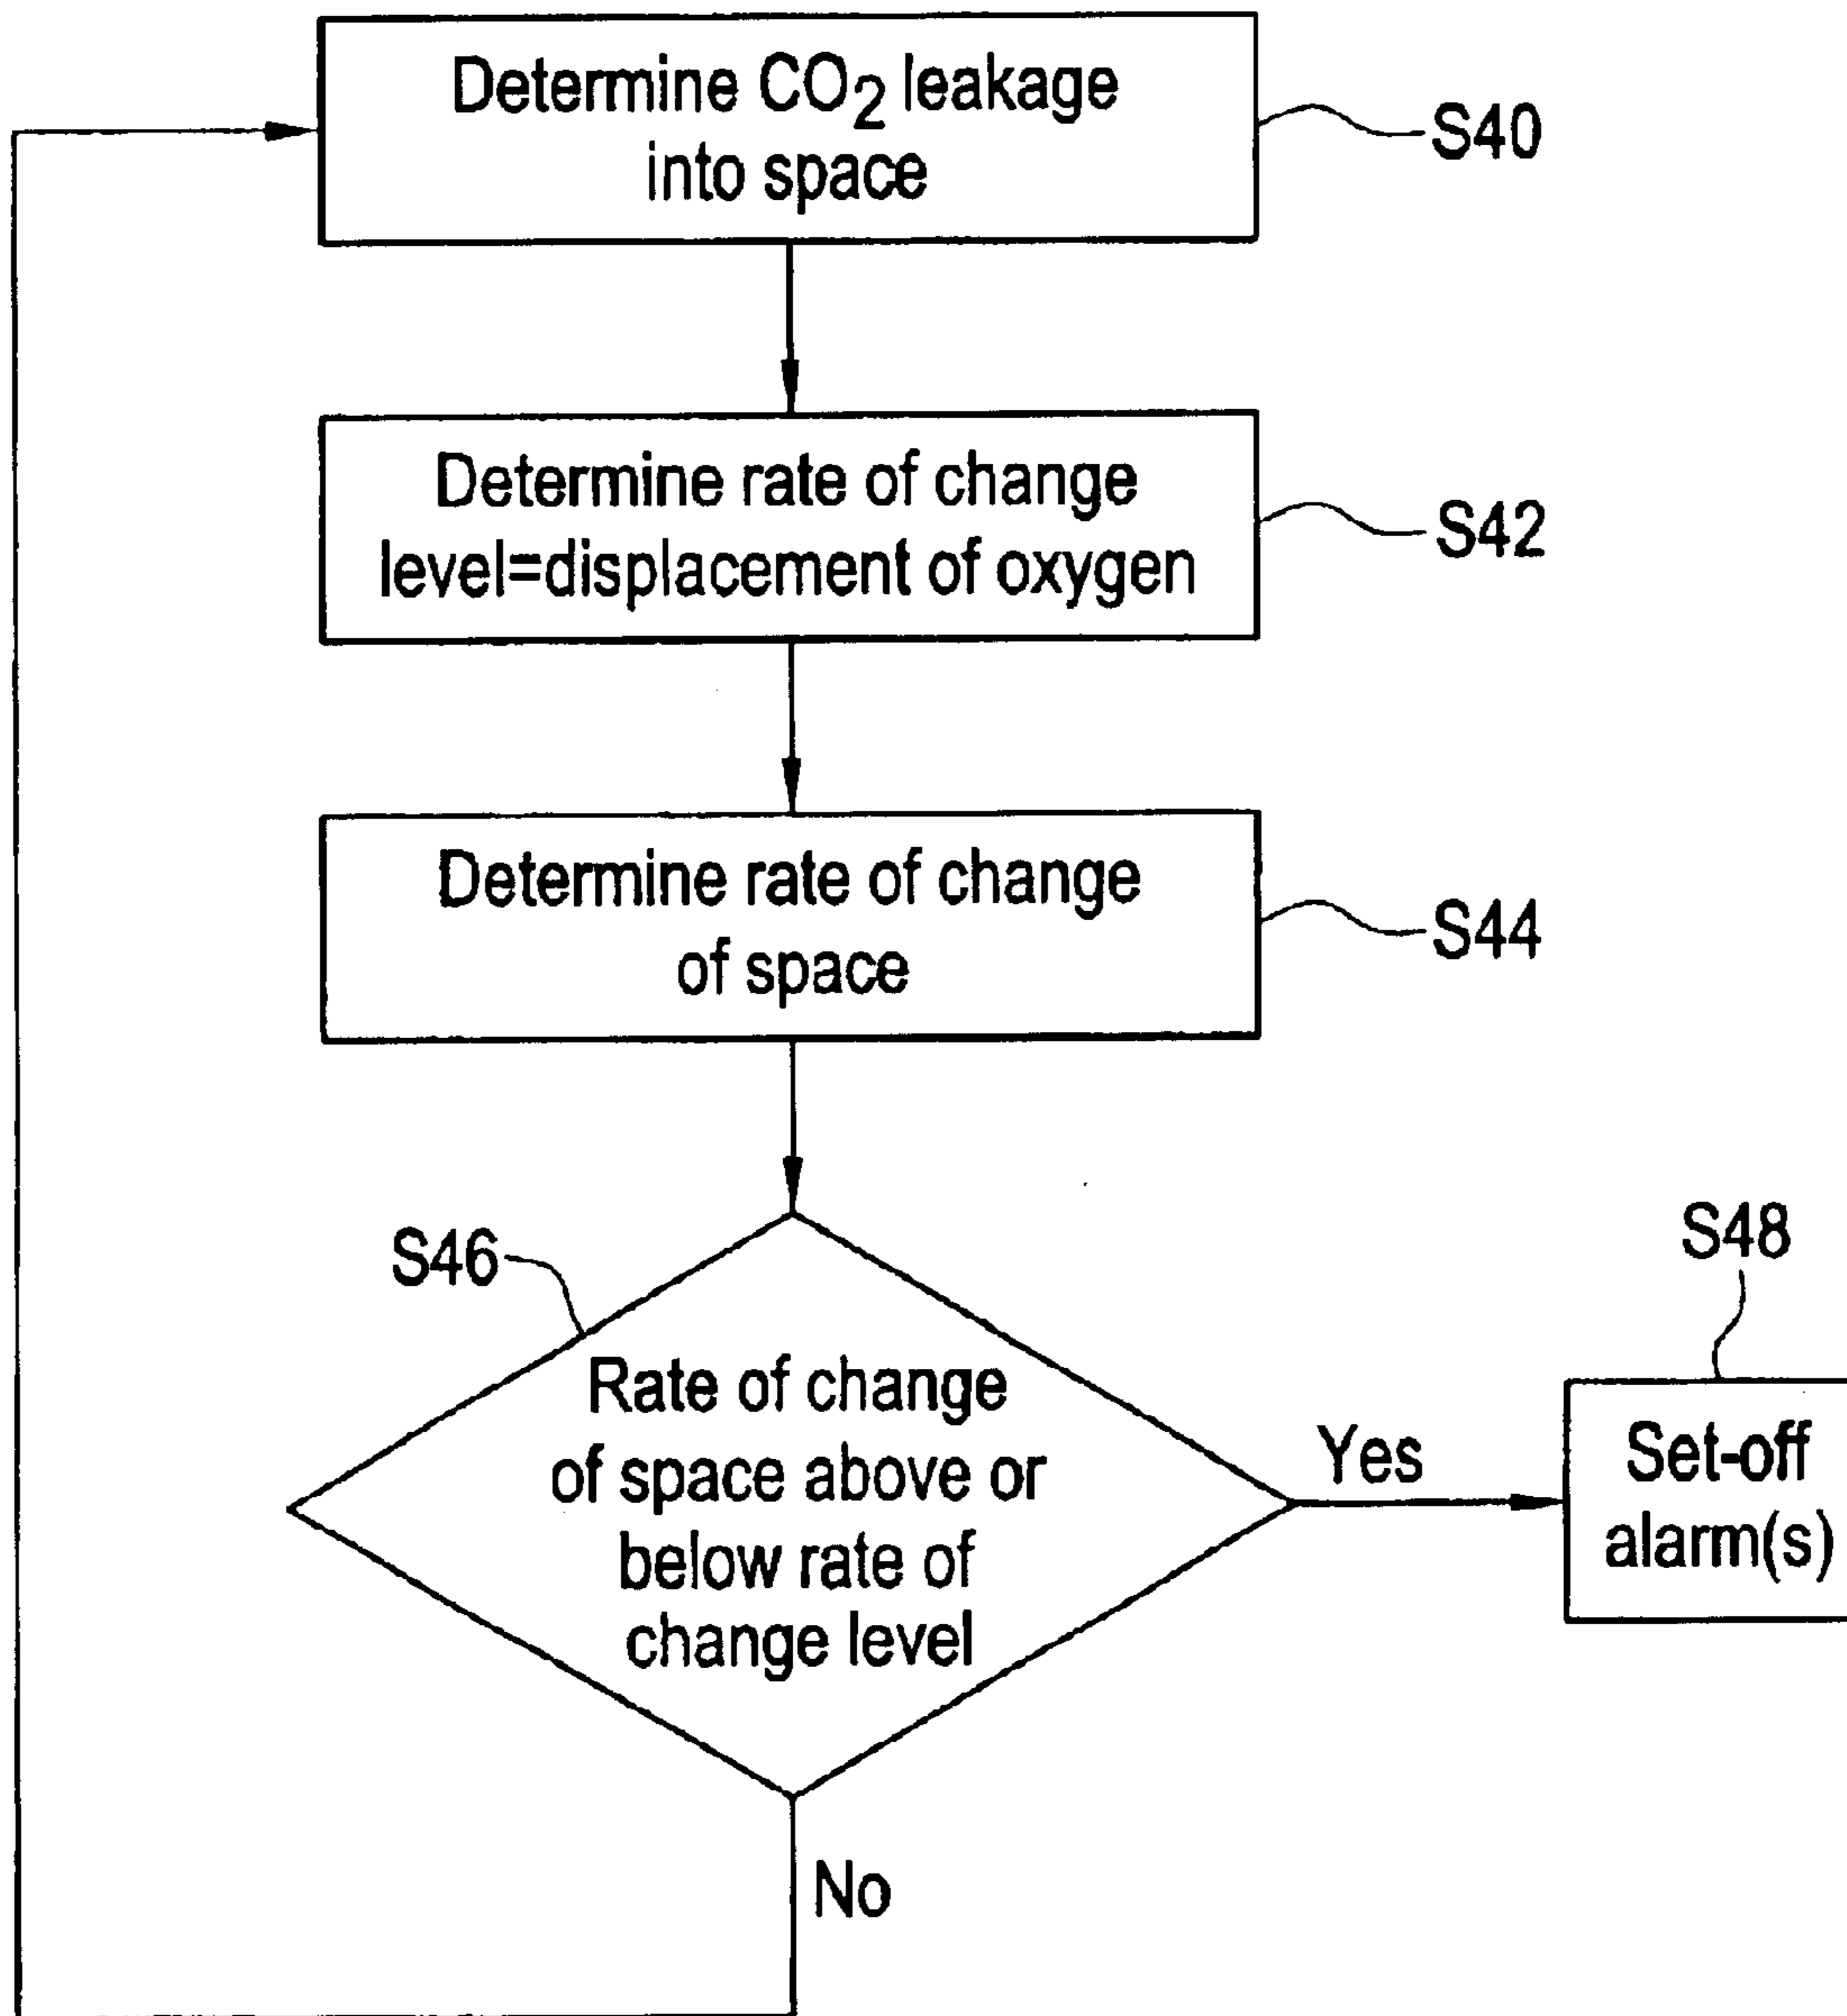 Determine CO2 leakage
into space
S40
Determine rate of change
level=displacement of oxygen
S42
Determine rate of change
of space
S44
S46
Rate of change
of space above or
below rate of
change level
Yes
S48
Set-off
alarm(s)
No